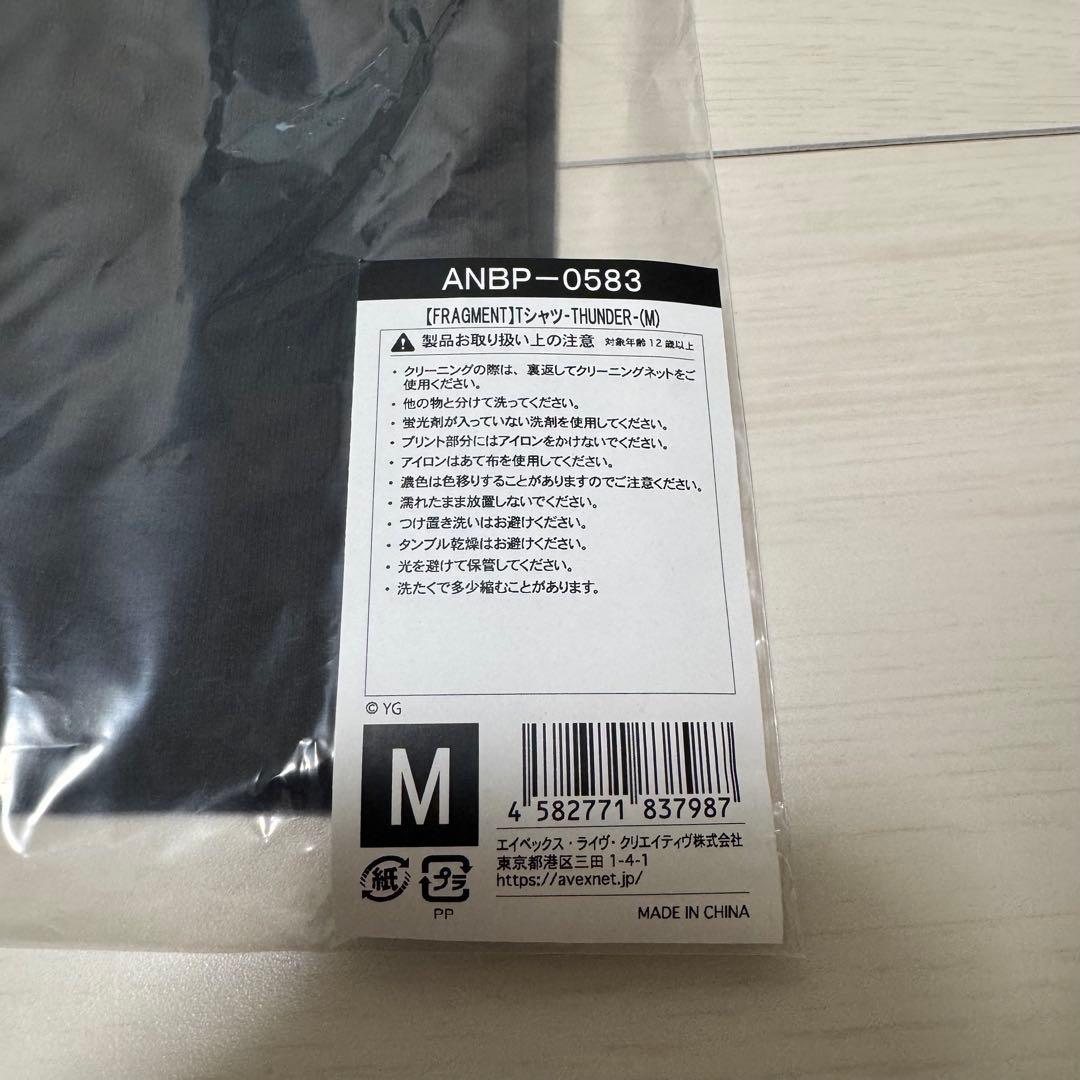 ANBP-0583
【FRAGMENT】Tシャツ-THUNDER-(M)
製品お取り扱い上の注意 対象年齢12歳以上
・クリーニングの際は、裏返してクリーニングネットをご
使用ください。
・他の物と分けて洗ってください。
・蛍光剤が入っていない洗剤を使用してください。
・プリント部分にはアイロンをかけないでください。
・アイロンはあて布を使用してください。
・濃色は色移りすることがありますのでご注意ください。
・濡れたまま放置しないでください。
・つけ置き洗いはお避けください。
・タンブル乾燥はお避けください。
・光を避けて保管してください。
・洗たくで多少縮むことがあります。
© YG
M
4 582771 837987
エイベックス・ライヴ・クリエイティヴ株式会社
東京都港区三田1-4-1
https://avexnet.jp/
紙 プラ
PP
MADE IN CHINA